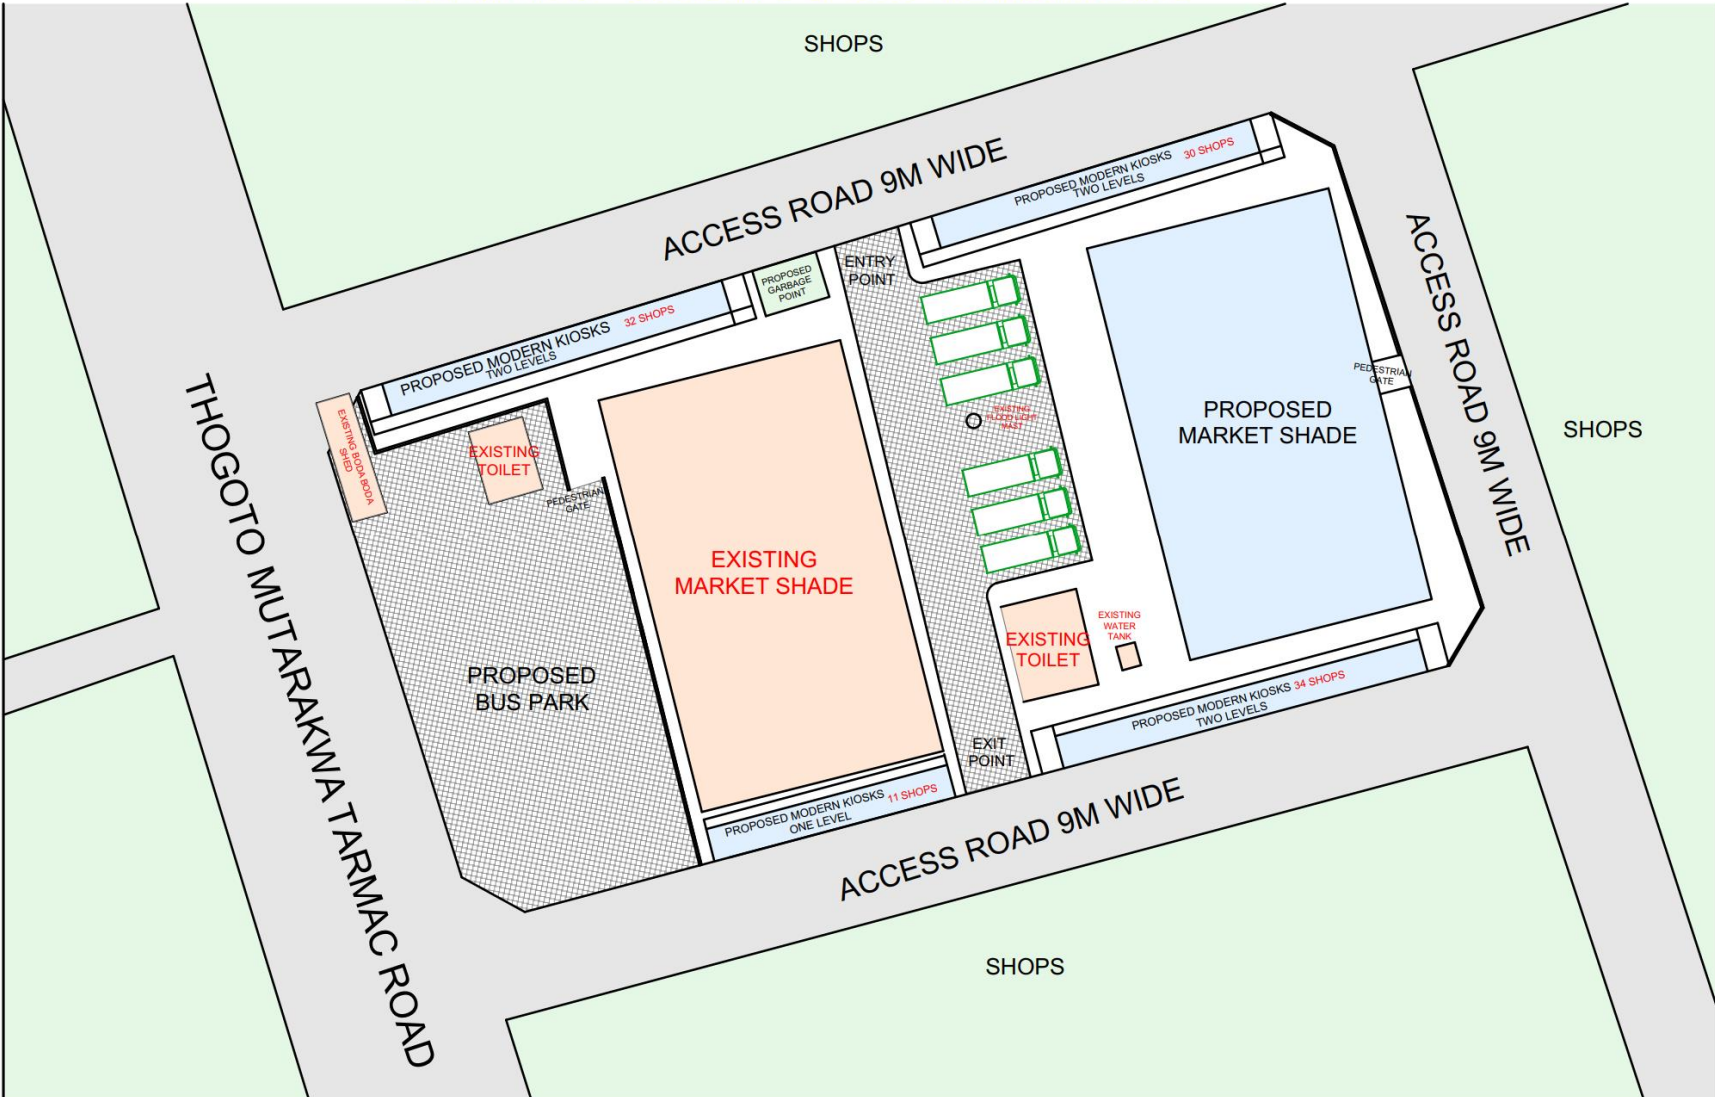 SHOPS
ACCESS ROAD 9M WIDE
PROPOSED MODERN KIOSKS 30 SHOPS
TWO LEVELS
ENTRY
POINT
PROPOSED
GARBAGE
POINT
PROPOSED MODERN KIOSKS 32 SHOPS
TWO LEVELS
ACCESS ROAD 9M WIDE
PEDESTRIAN
GATE
EXISTING BODA BODA
SHED
EXISTING
TOILET
PEDESTRIAN
GATE
EXISTING
FLOOD LIGHT
MAST
PROPOSED
MARKET SHADE
SHOPS
THOGOTO MUTARAKWA TARMAC ROAD
EXISTING
MARKET SHADE
EXISTING
TOILET
EXISTING
WATER
TANK
PROPOSED
BUS PARK
PROPOSED MODERN KIOSKS 34 SHOPS
TWO LEVELS
EXIT
POINT
PROPOSED MODERN KIOSKS 11 SHOPS
ONE LEVEL
ACCESS ROAD 9M WIDE
SHOPS